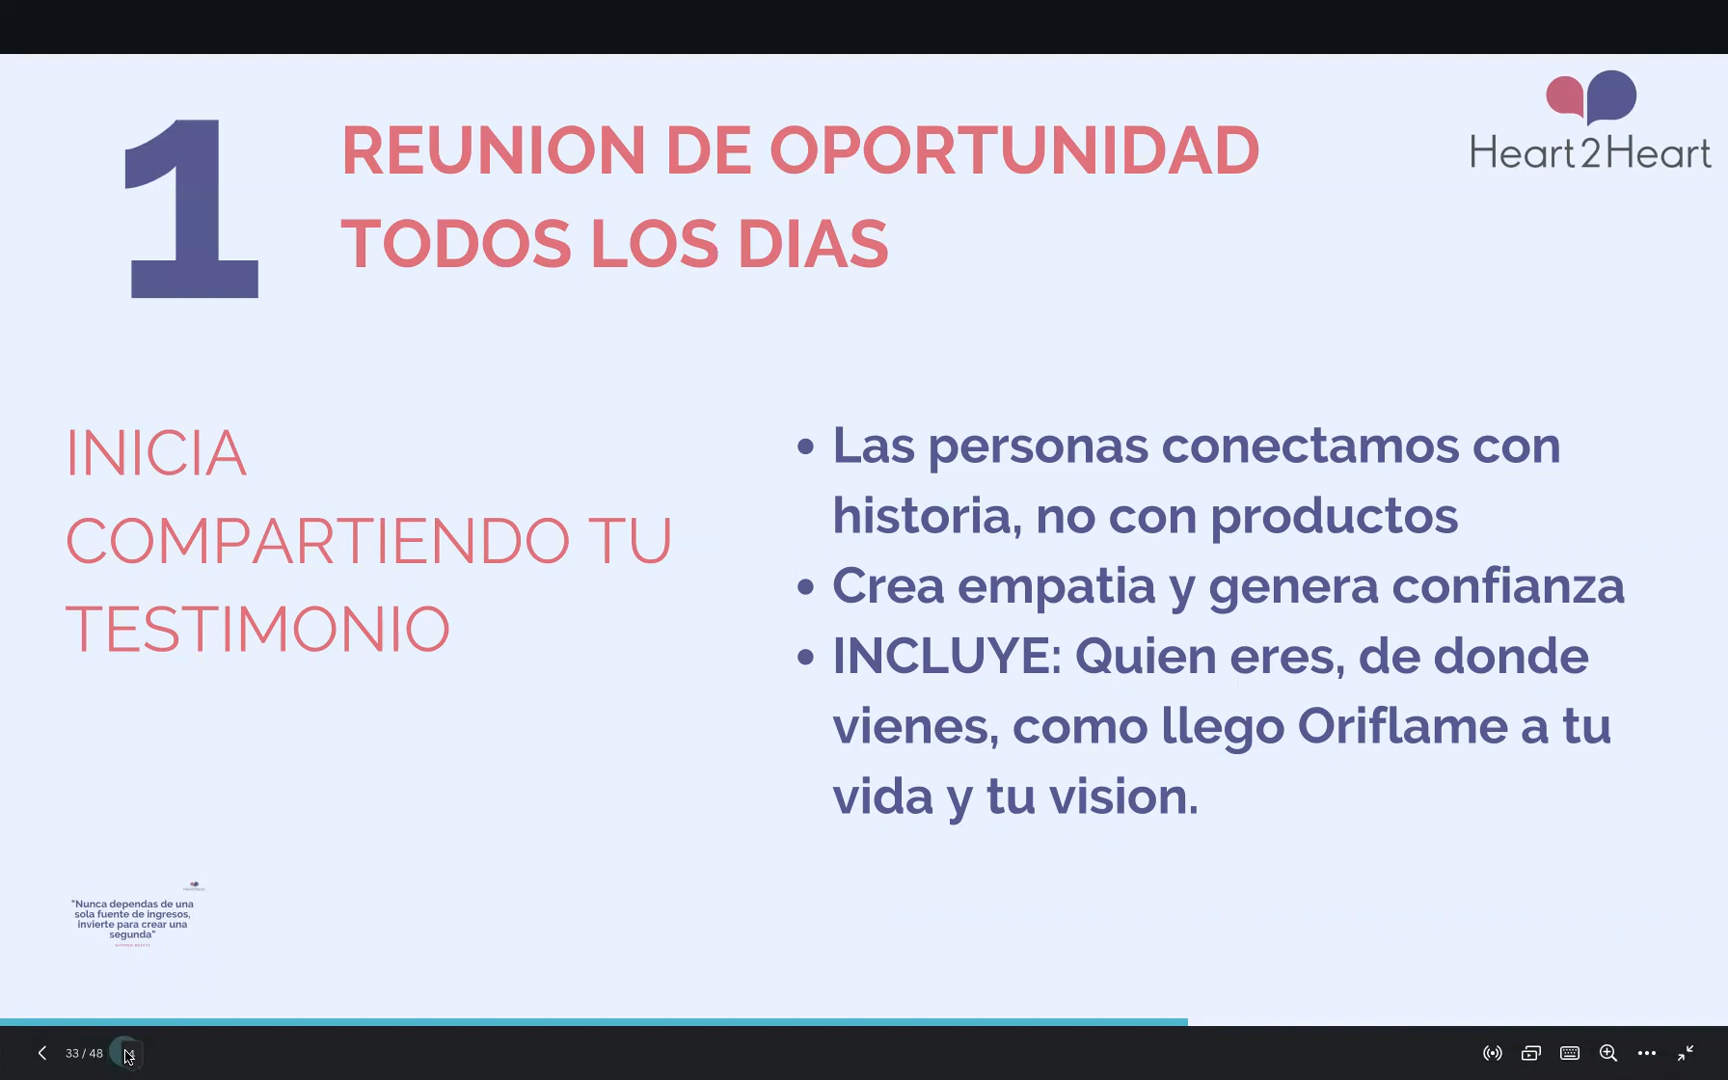 1
REUNION DE OPORTUNIDAD
TODOS LOS DIAS
Heart2Heart
INICIA
COMPARTIENDO TU
TESTIMONIO
• Las personas conectamos con
historia, no con productos
• Crea empatia y genera confianza
• INCLUYE: Quien eres, de donde
vienes, como llego Oriflame a tu
vida y tu vision.
"Nunca dependas de una
sola fuente de ingresos,
invierte para crear una
segunda"
33 / 48